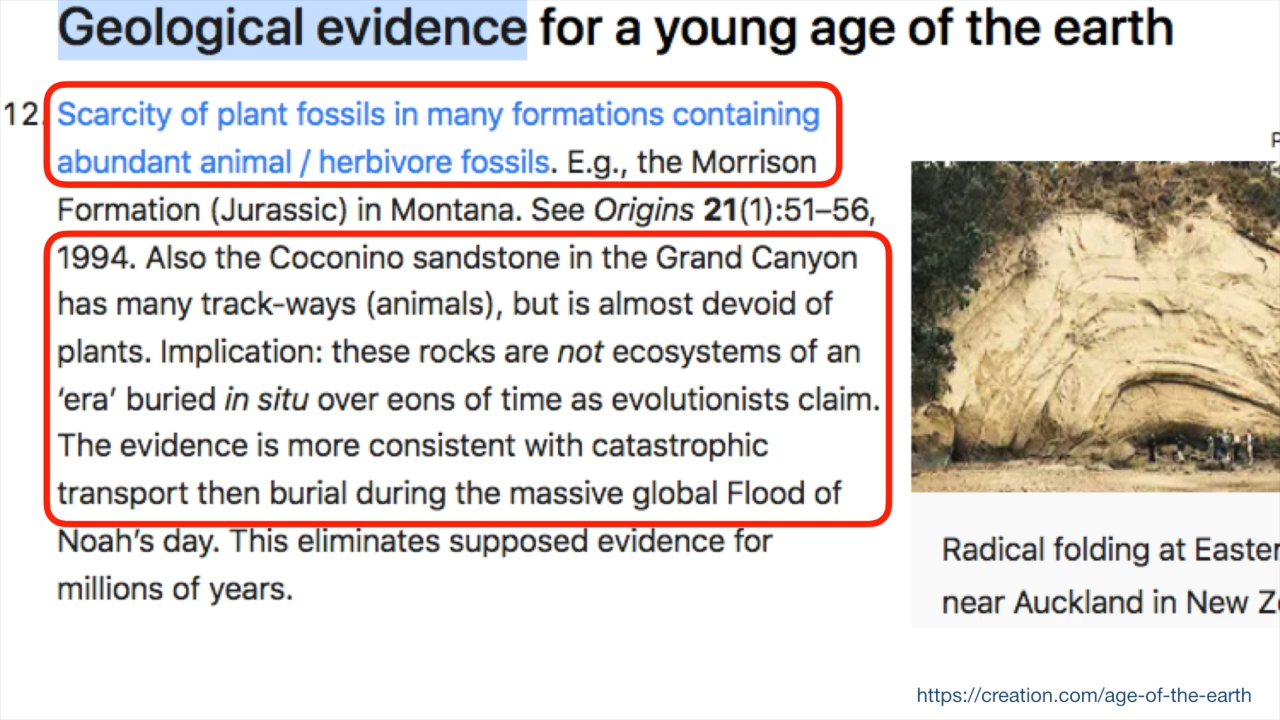 Geological evidence for a young age of the earth
12. Scarcity of plant fossils in many formations containing
abundant animal / herbivore fossils. E.g., the Morrison
Formation (Jurassic) in Montana. See Origins 21(1):51–56,
1994. Also the Coconino sandstone in the Grand Canyon
has many track-ways (animals), but is almost devoid of
plants. Implication: these rocks are not ecosystems of an
‘era’ buried in situ over eons of time as evolutionists claim.
The evidence is more consistent with catastrophic
transport then burial during the massive global Flood of
Noah’s day. This eliminates supposed evidence for
millions of years.
P
Radical folding at Easter
near Auckland in New Ze
https://creation.com/age-of-the-earth